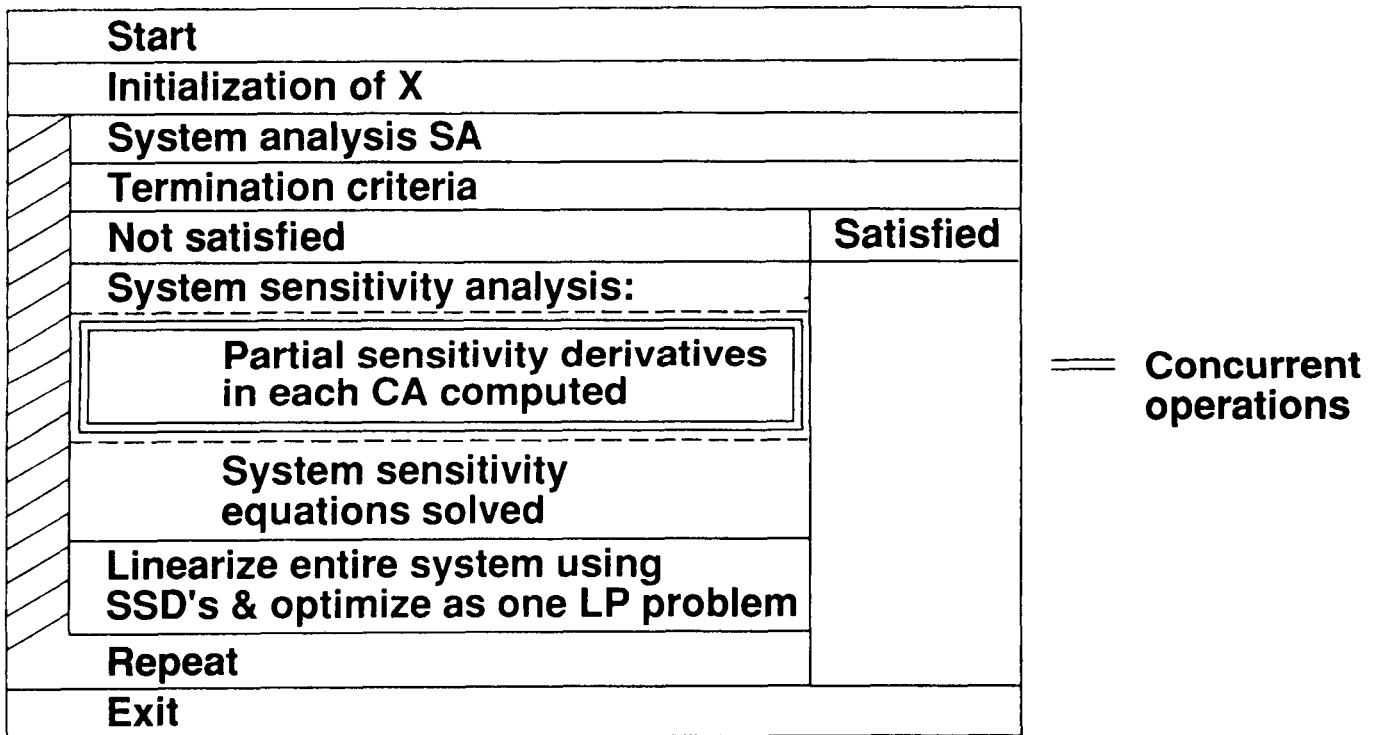 Start
Initialization of X
System analysis SA
Termination criteria
Not satisfied
Satisfied
System sensitivity analysis:
Partial sensitivity derivatives
in each CA computed
Concurrent
operations
System sensitivity
equations solved
Linearize entire system using
SSD's & optimize as one LP problem
Repeat
Exit